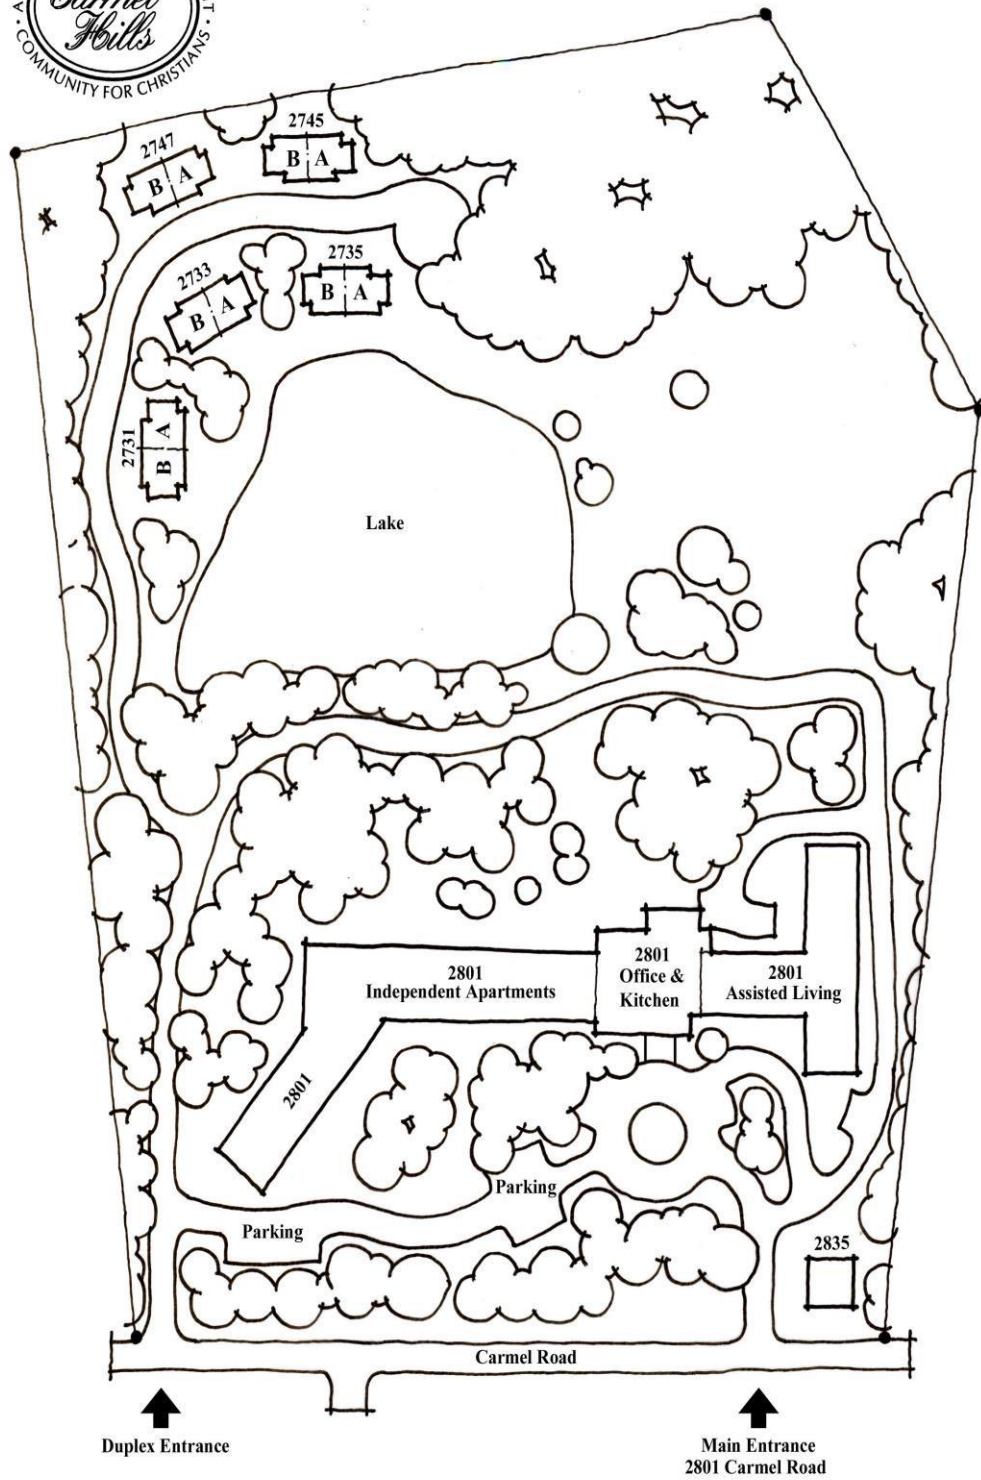 Carmel
Hills
COMMUNITY FOR CHRISTIANS
2747
B A
2745
B A
2733
B A
2735
B A
2731
A
B
Lake
2801
Independent Apartments
2801
Office &
Kitchen
2801
Assisted Living
2801
Parking
Parking
2835
Carmel Road
Duplex Entrance
Main Entrance
2801 Carmel Road